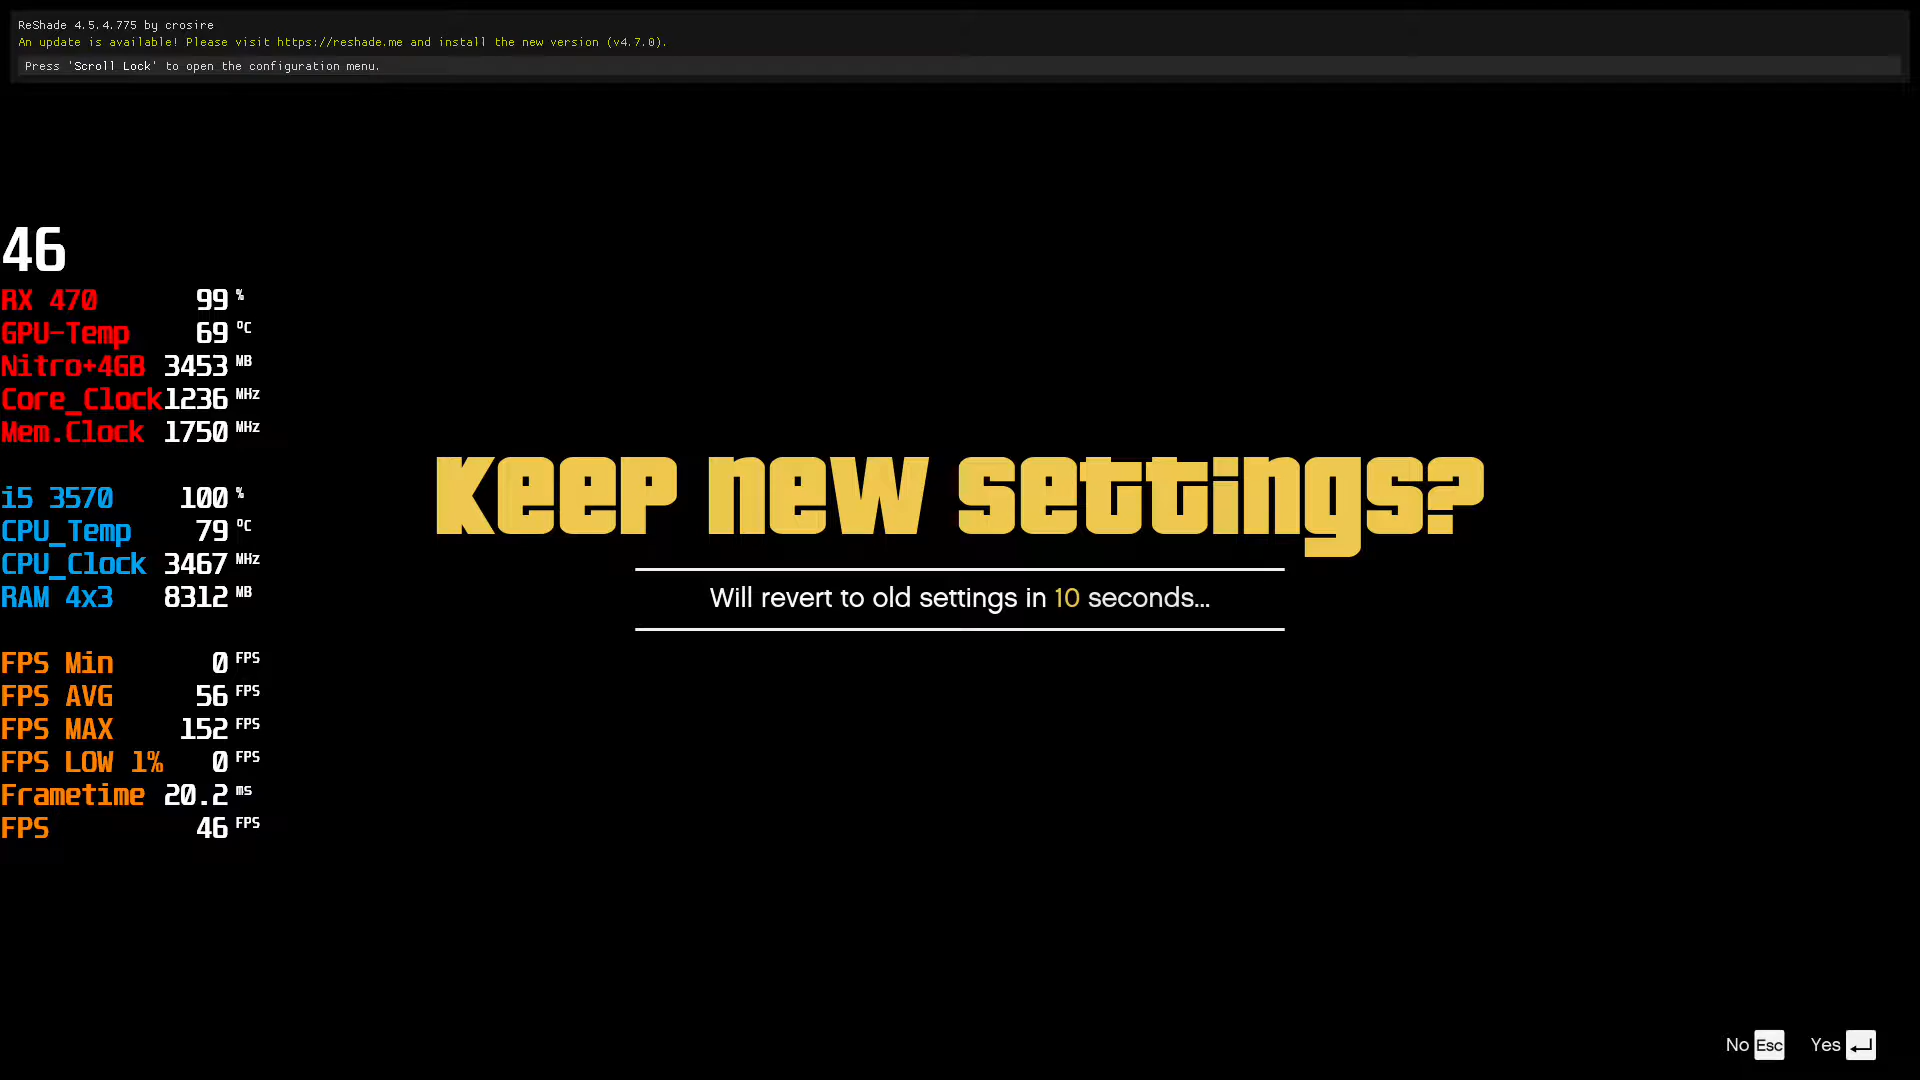 ReShade 4.5.4.775 by crosire
An update is available! Please visit https://reshade.me and install the new version (v4.7.0).
Press 'Scroll Lock' to open the configuration menu.
46
RX 470 99 %
GPU-Temp 69 °C
Nitro+4GB 3453 MB
Core_Clock 1236 MHz
Mem.Clock 1750 MHz
i5 3570 100 %
CPU_Temp 79 °C
CPU_Clock 3467 MHz
RAM 4x3 8312 MB
FPS Min 0 FPS
FPS AVG 56 FPS
FPS MAX 152 FPS
FPS LOW 1% 0 FPS
Frametime 20.2 ms
FPS 46 FPS
Keep new settings?
Will revert to old settings in 10 seconds...
No Esc Yes